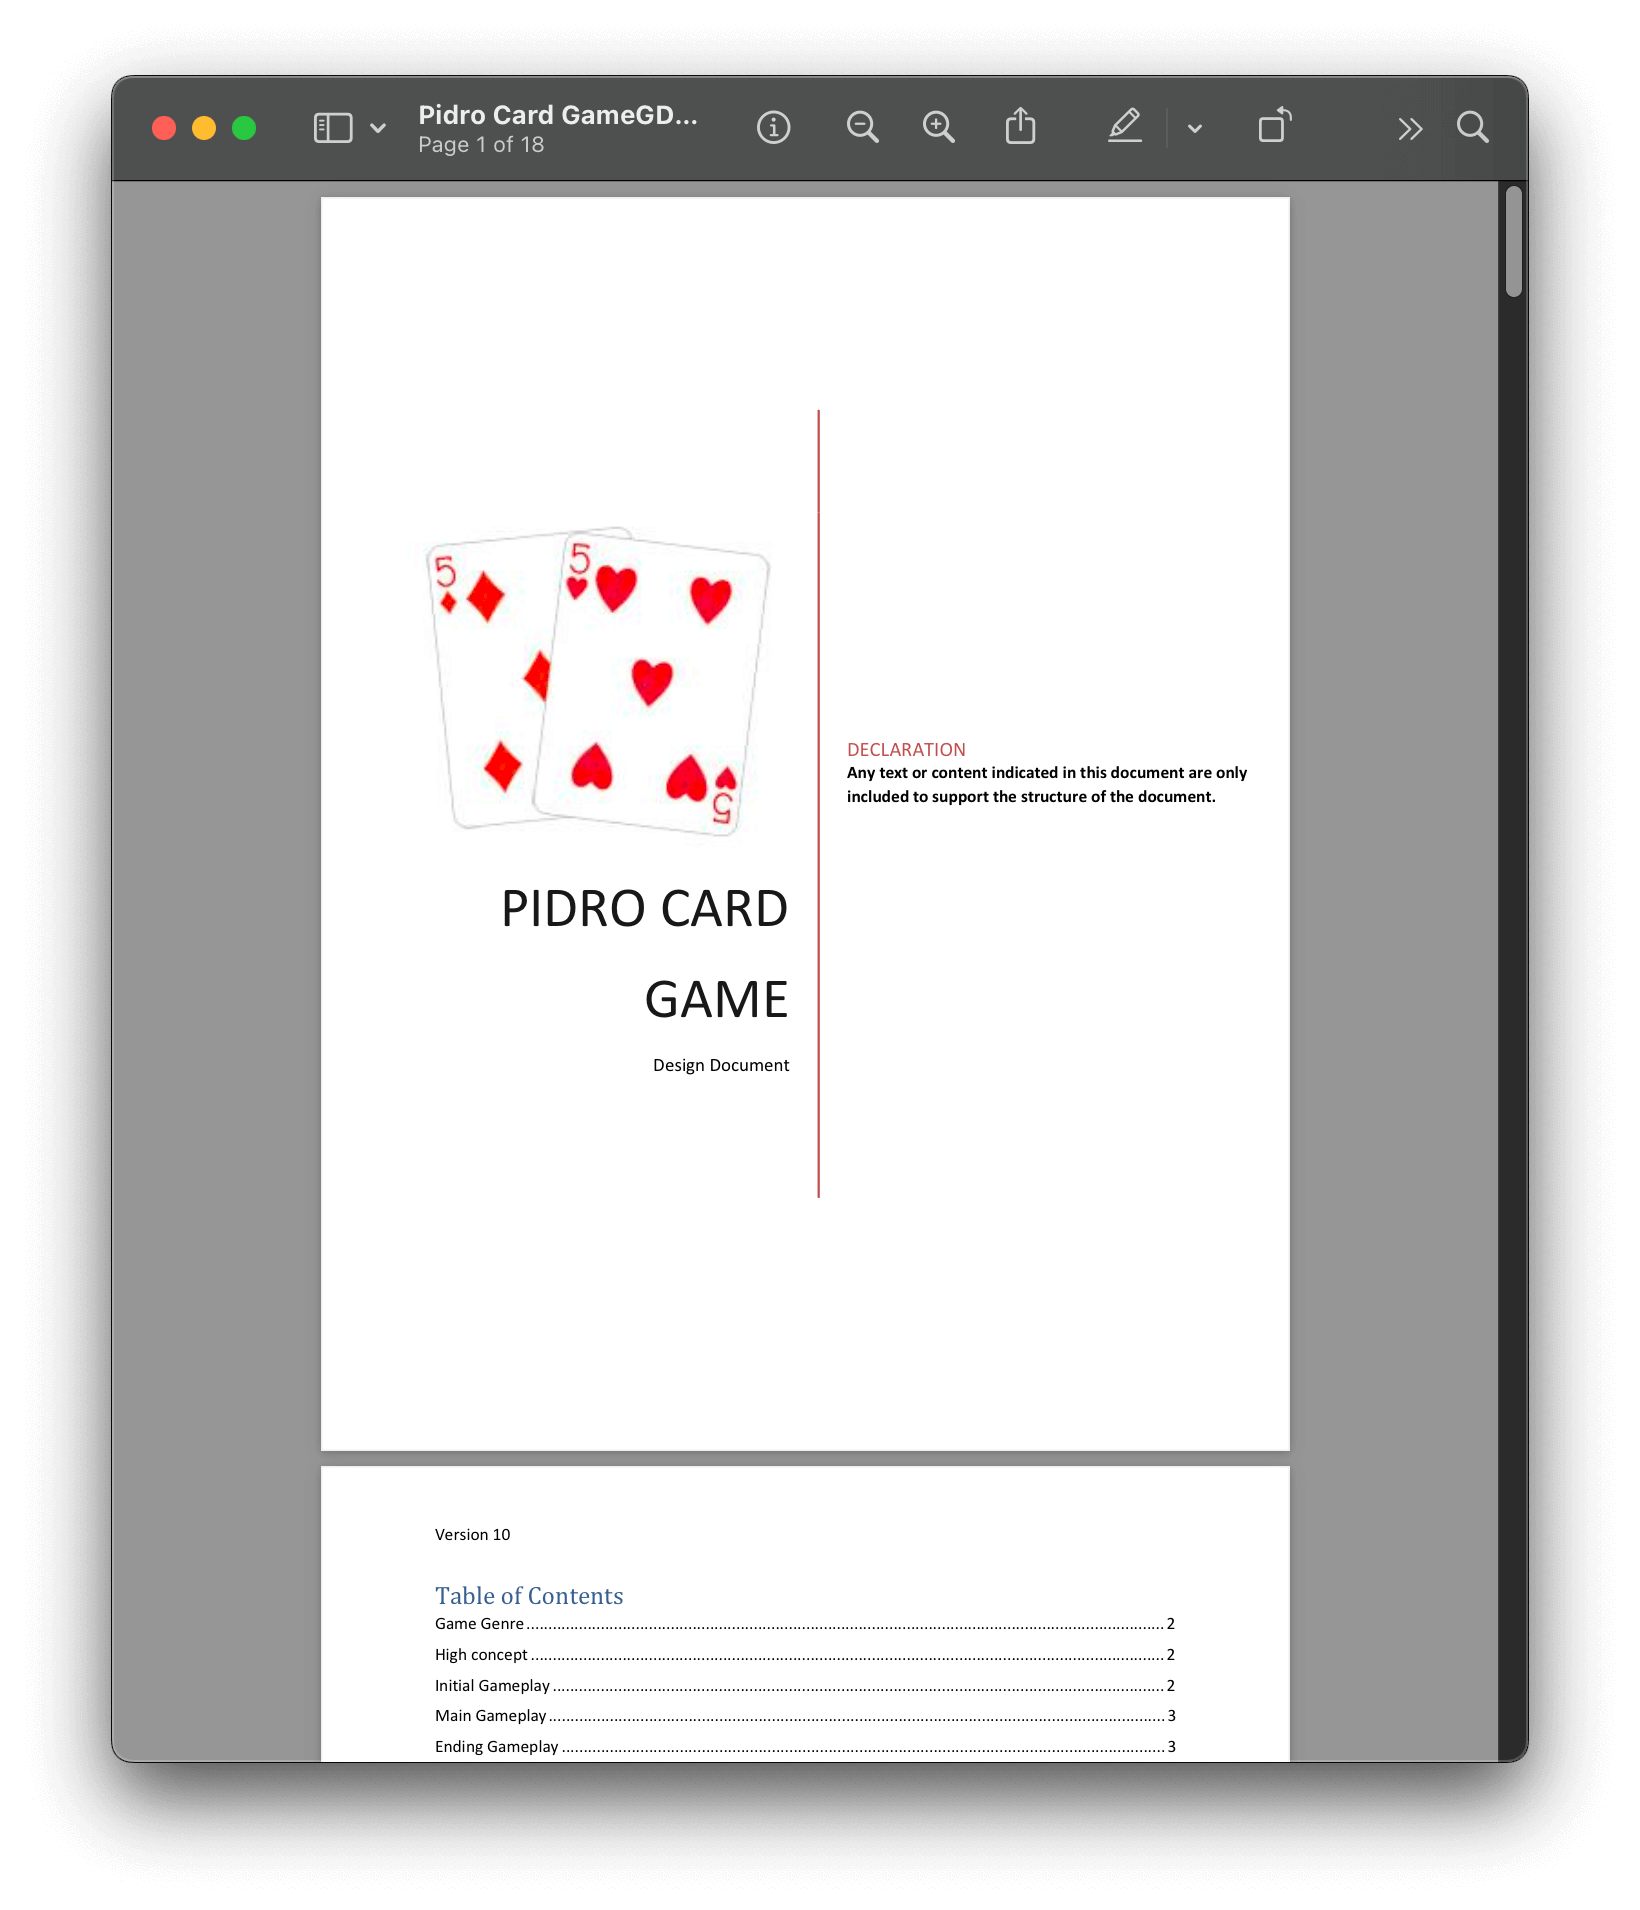 Pidro Card GameGD...
Page 1 of 18
5
5
5
DECLARATION
Any text or content indicated in this document are only
included to support the structure of the document.
PIDRO CARD
GAME
Design Document
Version 10
Table of Contents
Game Genre 2
High concept 2
Initial Gameplay 2
Main Gameplay 3
Ending Gameplay 3